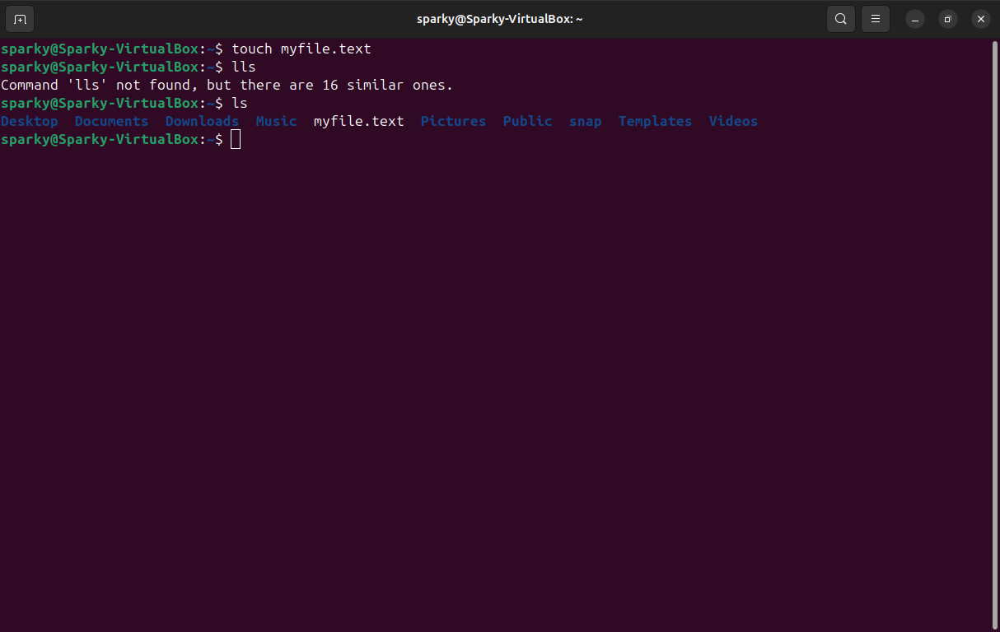 sparky@Sparky-VirtualBox: ~
sparky@Sparky-VirtualBox:~$ touch myfile.text
sparky@Sparky-VirtualBox:~$ lls
Command 'lls' not found, but there are 16 similar ones.
sparky@Sparky-VirtualBox:~$ ls
Desktop  Documents  Downloads  Music  myfile.text  Pictures  Public  snap  Templates  Videos
sparky@Sparky-VirtualBox:~$